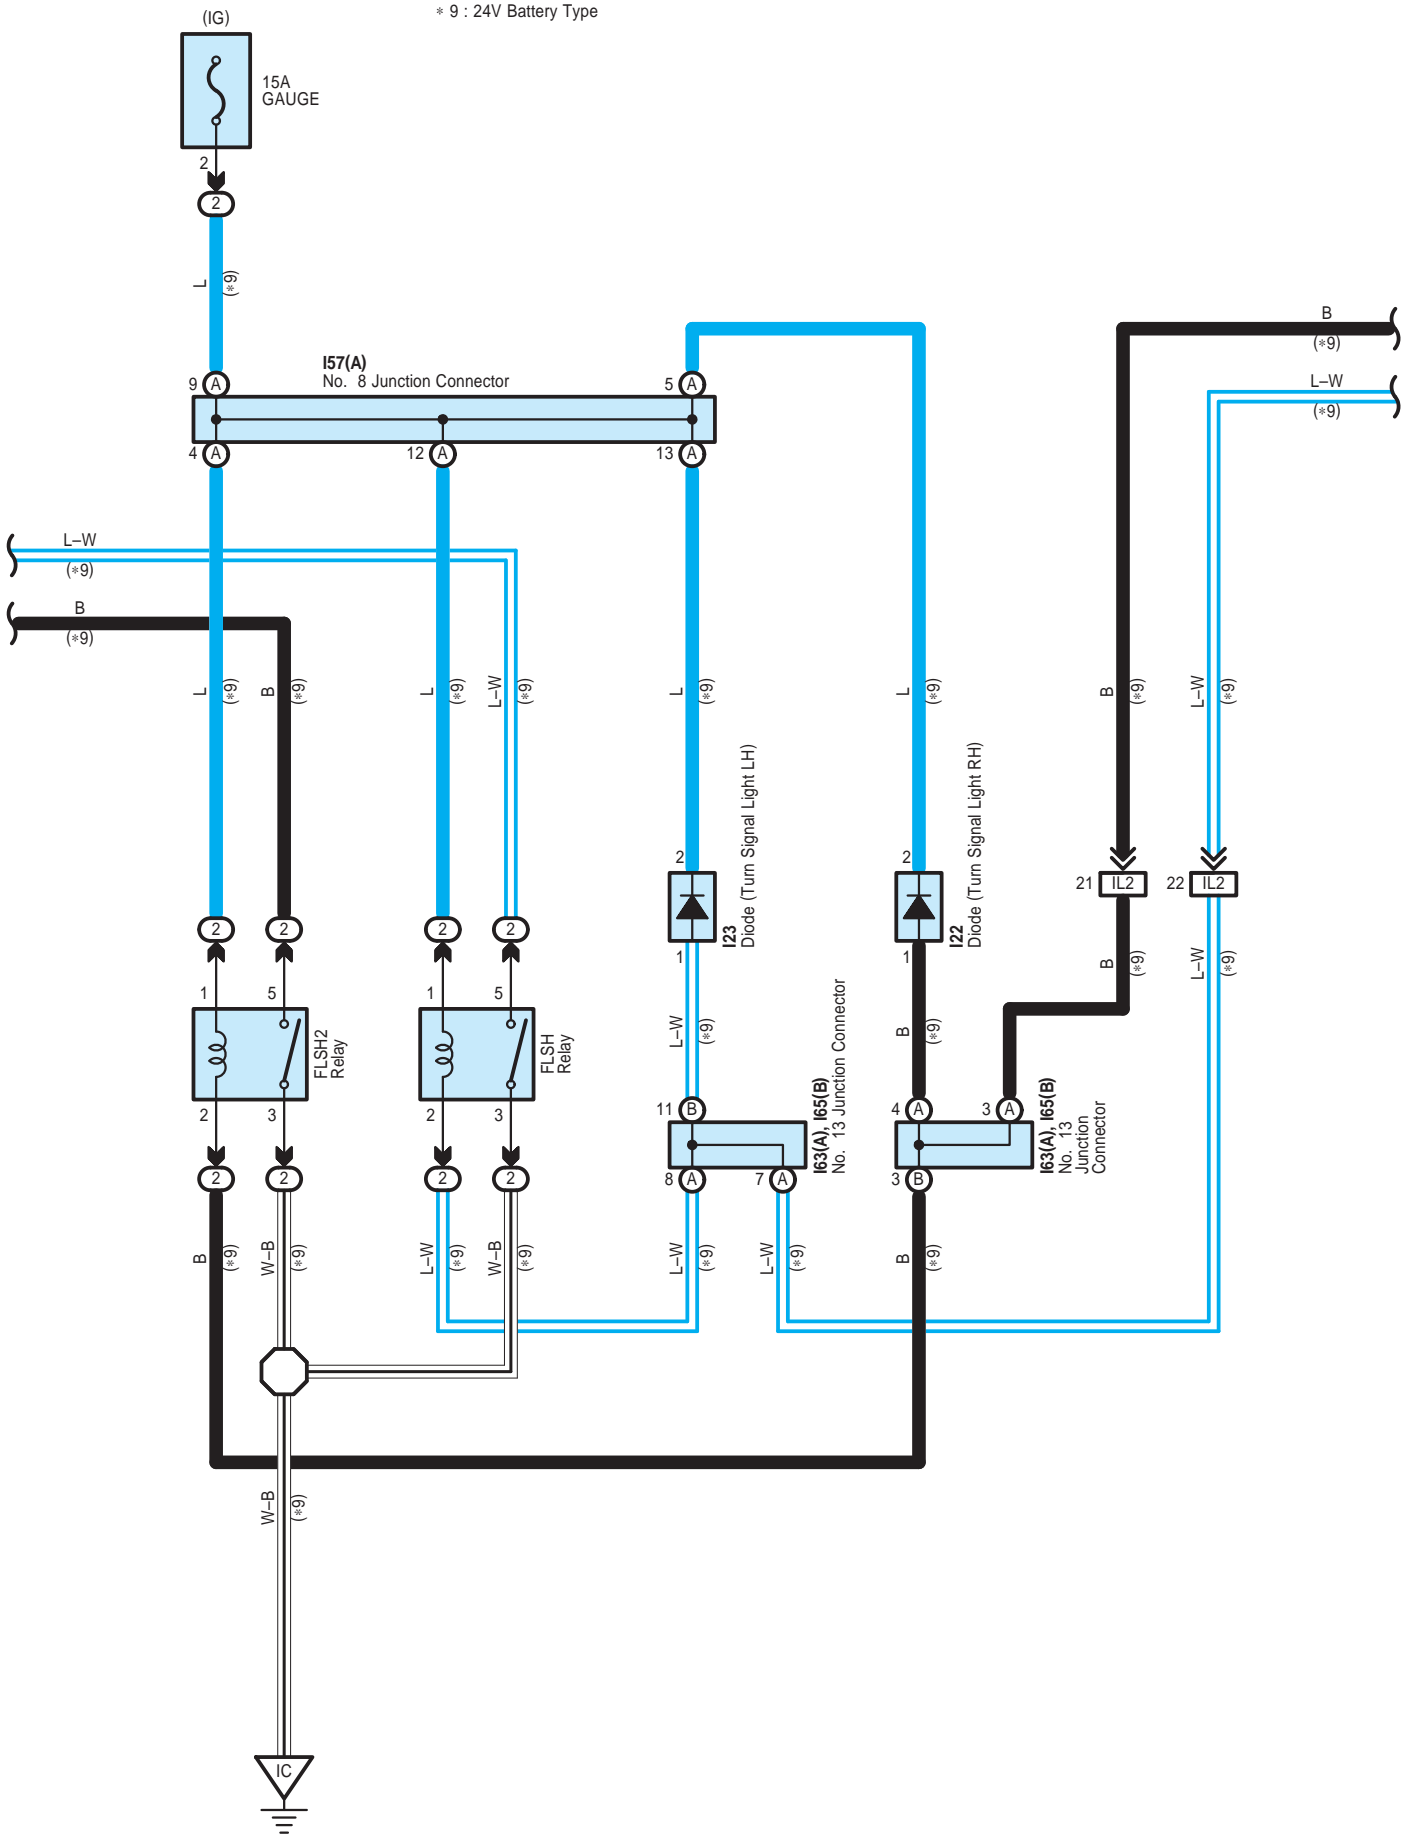 * 9 : 24V Battery Type
(IG)
15A
GAUGE
2
2
L
(*9)
I57(A)
No. 8 Junction Connector
9 A
5 A
4 A
12 A
13 A
B
(*9)
L–W
(*9)
L–W
(*9)
B
(*9)
L
(*9)
B
(*9)
L
(*9)
L–W
(*9)
L
(*9)
L
(*9)
B
(*9)
L–W
(*9)
2
I23
Diode (Turn Signal Light LH)
1
2
I22
Diode (Turn Signal Light RH)
1
21 IL2
22 IL2
2
2
2
2
1
5
1
5
FLSH2
Relay
FLSH
Relay
2
3
2
3
2
2
2
2
L–W
(*9)
B
(*9)
B
(*9)
L–W
(*9)
11 B
8 A
7 A
I63(A), I65(B)
No. 13 Junction Connector
4 A
3 A
3 B
I63(A), I65(B)
No. 13
Junction
Connector
B
(*9)
W–B
(*9)
L–W
(*9)
W–B
(*9)
L–W
(*9)
L–W
(*9)
B
(*9)
W–B
(*9)
IC